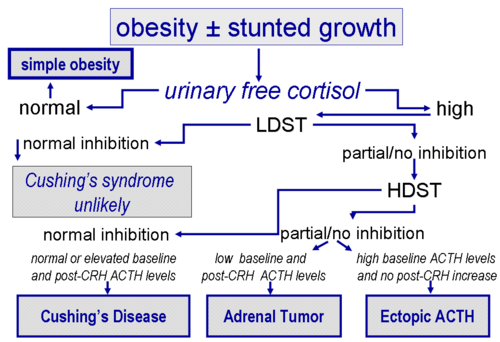 obesity ± stunted growth
simple obesity
urinary free cortisol
normal
high
LDST
normal inhibition
partial/no inhibition
Cushing's syndrome
unlikely
HDST
normal inhibition
partial/no inhibition
normal or elevated baseline
and post-CRH ACTH levels
low baseline and
post-CRH ACTH levels
high baseline ACTH levels
and no post-CRH increase
Cushing's Disease
Adrenal Tumor
Ectopic ACTH